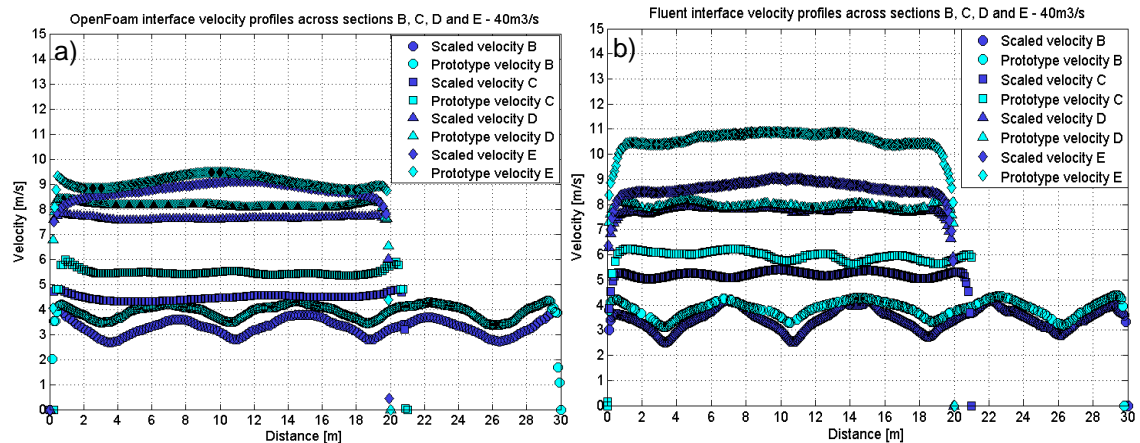 OpenFoam interface velocity profiles across sections B, C, D and E - 40m3/s
a)
Scaled velocity B
Prototype velocity B
Scaled velocity C
Prototype velocity C
Scaled velocity D
Prototype velocity D
Scaled velocity E
Prototype velocity E
Velocity [m/s]
15
14
13
12
11
10
9
8
7
6
5
4
3
2
1
0
0 2 4 6 8 10 12 14 16 18 20 22 24 26 28 30
Distance [m]
Fluent interface velocity profiles across sections B, C, D and E - 40m3/s
b)
Scaled velocity B
Prototype velocity B
Scaled velocity C
Prototype velocity C
Scaled velocity D
Prototype velocity D
Scaled velocity E
Prototype velocity E
Velocity [m/s]
15
14
13
12
11
10
9
8
7
6
5
4
3
2
1
0
0 2 4 6 8 10 12 14 16 18 20 22 24 26 28 30
Distance [m]